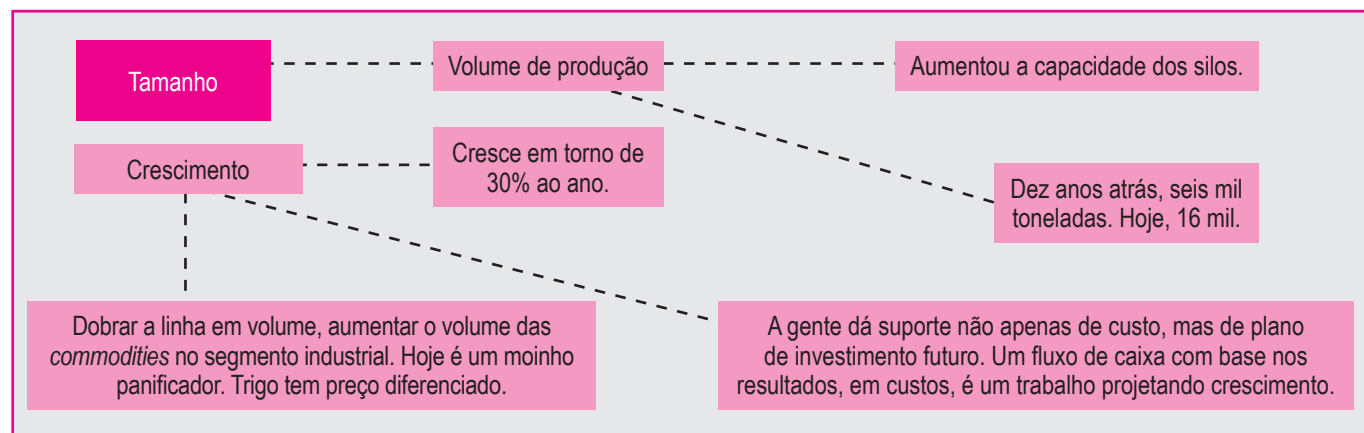 Tamanho
Volume de produção
Aumentou a capacidade dos silos.
Crescimento
Cresce em torno de
30% ao ano.
Dez anos atrás, seis mil
toneladas. Hoje, 16 mil.
Dobrar a linha em volume, aumentar o volume das
commodities no segmento industrial. Hoje é um moinho
panificador. Trigo tem preço diferenciado.
A gente dá suporte não apenas de custo, mas de plano
de investimento futuro. Um fluxo de caixa com base nos
resultados, em custos, é um trabalho projetando crescimento.